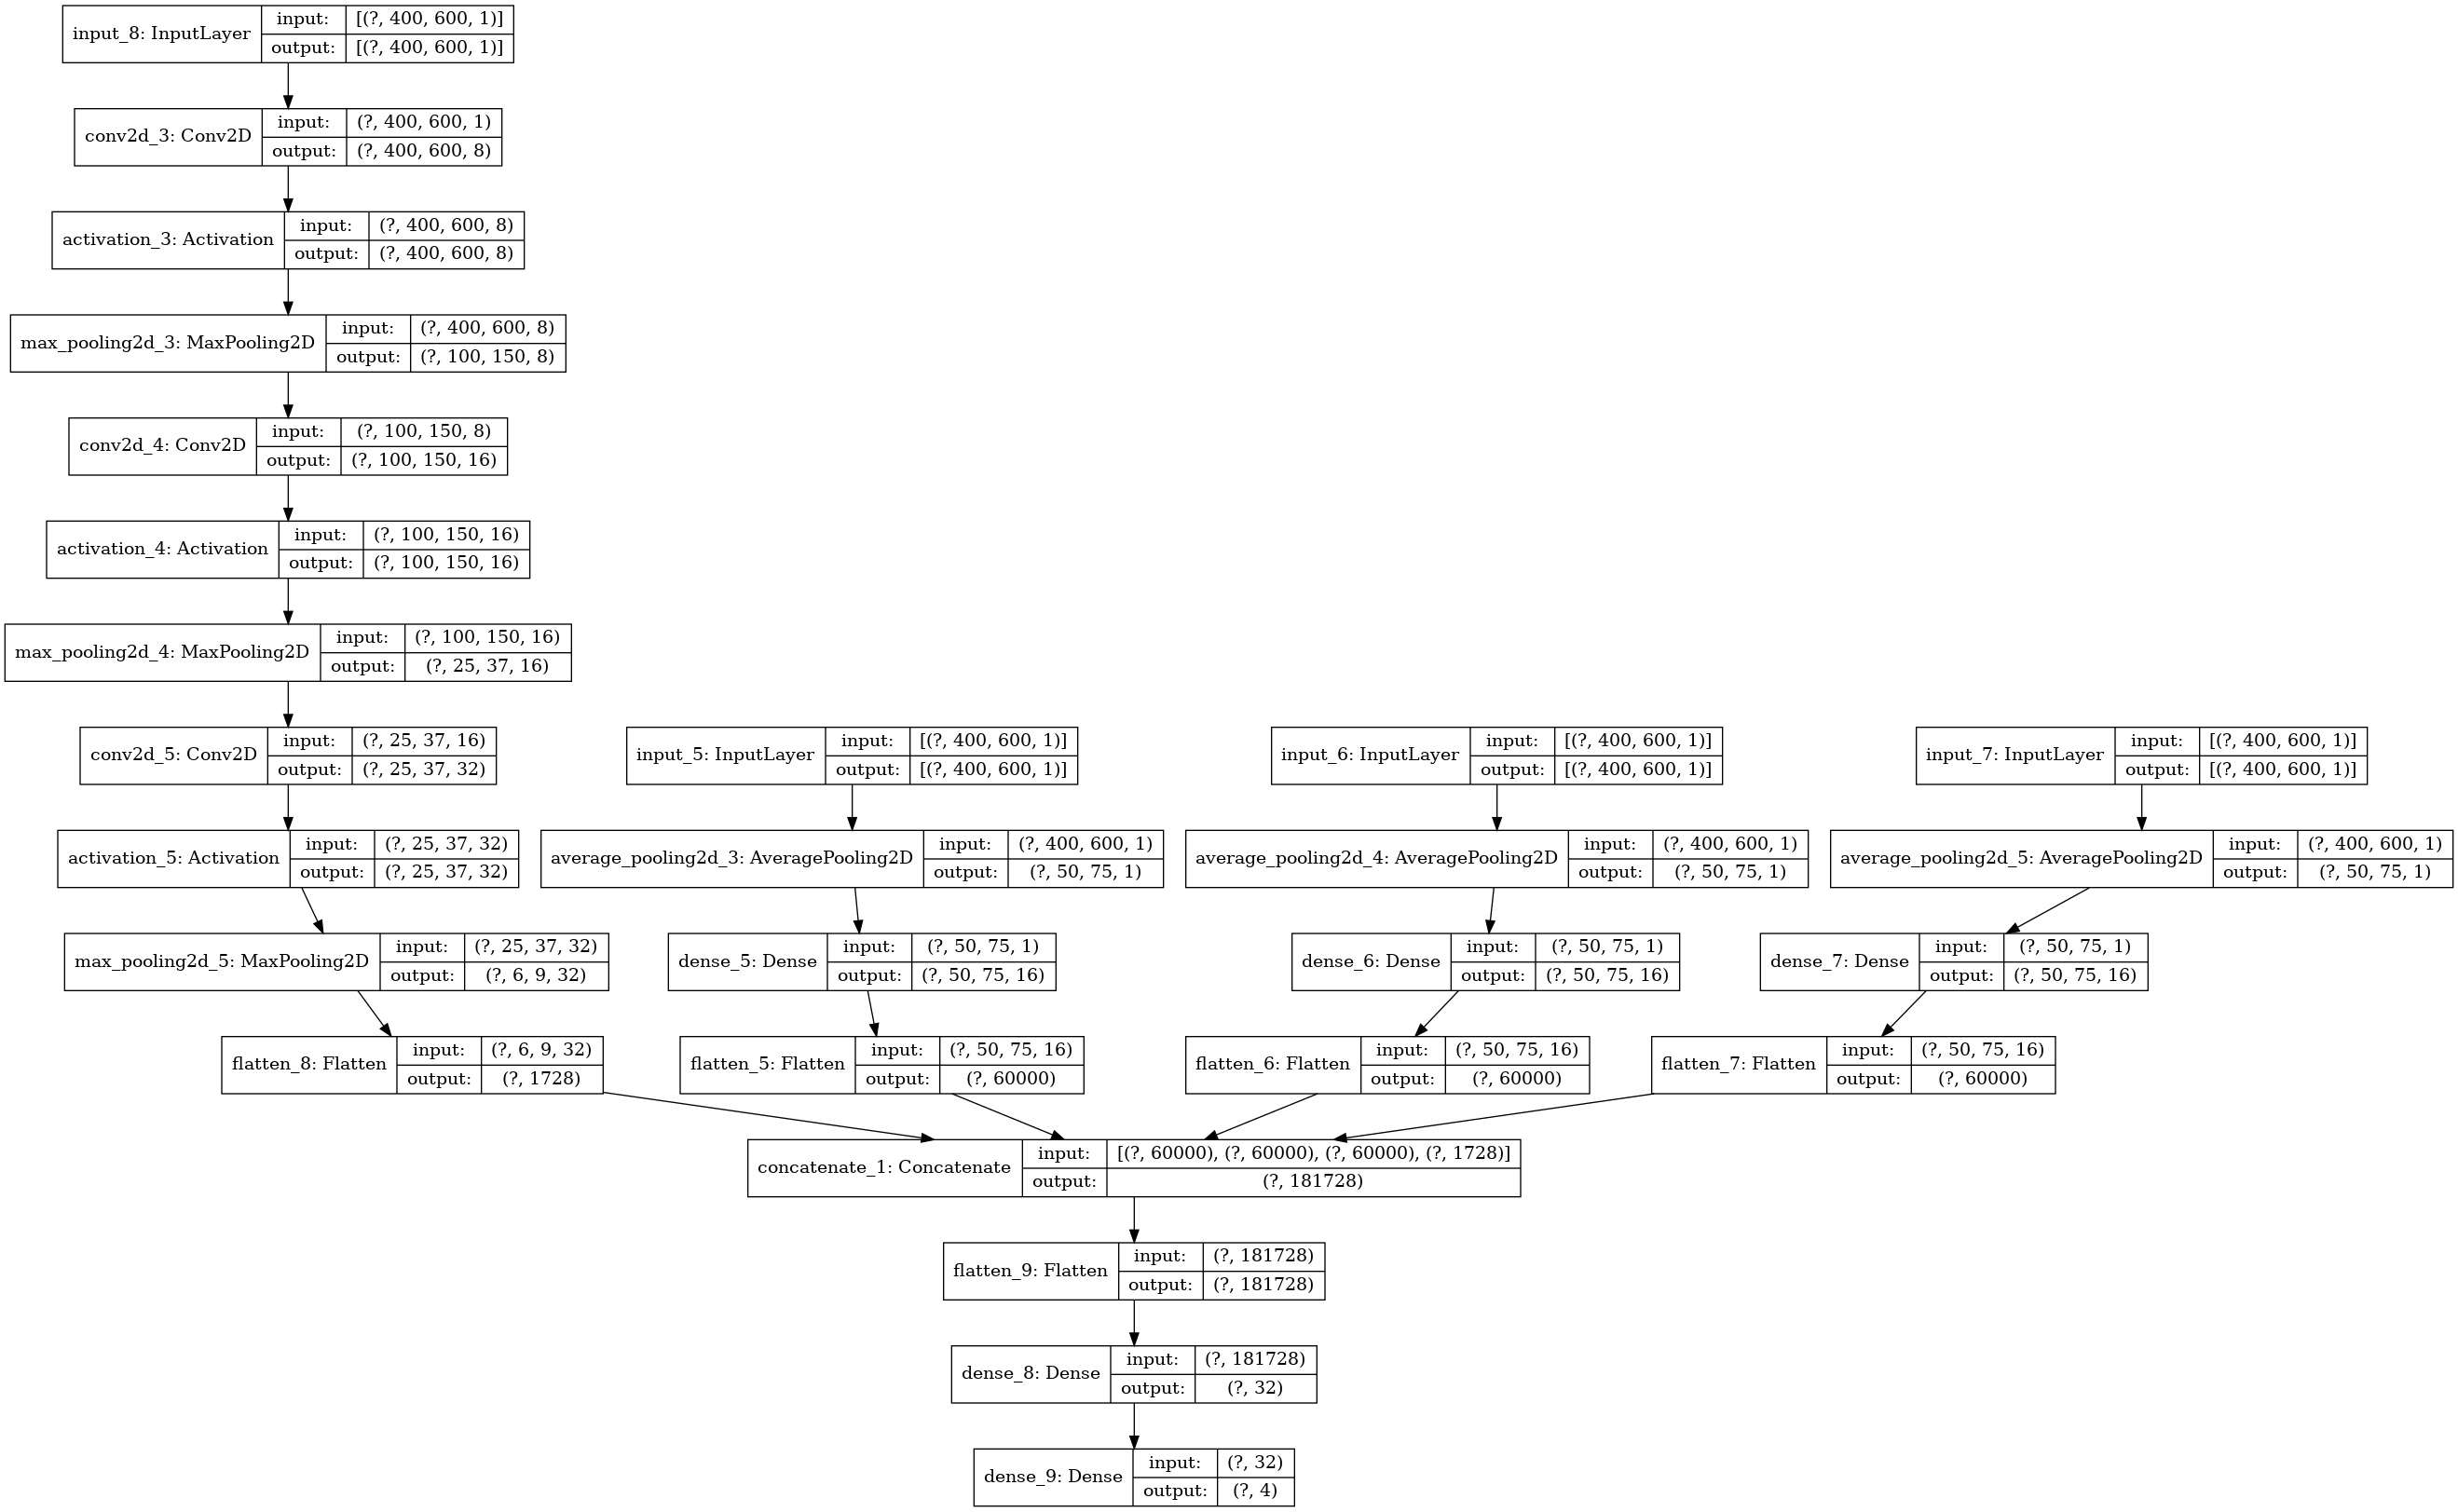 input_8: InputLayer
input: [(?, 400, 600, 1)]
output: [(?, 400, 600, 1)]
conv2d_3: Conv2D
input: (?, 400, 600, 1)
output: (?, 400, 600, 8)
activation_3: Activation
input: (?, 400, 600, 8)
output: (?, 400, 600, 8)
max_pooling2d_3: MaxPooling2D
input: (?, 400, 600, 8)
output: (?, 100, 150, 8)
conv2d_4: Conv2D
input: (?, 100, 150, 8)
output: (?, 100, 150, 16)
activation_4: Activation
input: (?, 100, 150, 16)
output: (?, 100, 150, 16)
max_pooling2d_4: MaxPooling2D
input: (?, 100, 150, 16)
output: (?, 25, 37, 16)
conv2d_5: Conv2D
input: (?, 25, 37, 16)
output: (?, 25, 37, 32)
input_5: InputLayer
input: [(?, 400, 600, 1)]
output: [(?, 400, 600, 1)]
input_6: InputLayer
input: [(?, 400, 600, 1)]
output: [(?, 400, 600, 1)]
input_7: InputLayer
input: [(?, 400, 600, 1)]
output: [(?, 400, 600, 1)]
activation_5: Activation
input: (?, 25, 37, 32)
output: (?, 25, 37, 32)
average_pooling2d_3: AveragePooling2D
input: (?, 400, 600, 1)
output: (?, 50, 75, 1)
average_pooling2d_4: AveragePooling2D
input: (?, 400, 600, 1)
output: (?, 50, 75, 1)
average_pooling2d_5: AveragePooling2D
input: (?, 400, 600, 1)
output: (?, 50, 75, 1)
max_pooling2d_5: MaxPooling2D
input: (?, 25, 37, 32)
output: (?, 6, 9, 32)
dense_5: Dense
input: (?, 50, 75, 1)
output: (?, 50, 75, 16)
dense_6: Dense
input: (?, 50, 75, 1)
output: (?, 50, 75, 16)
dense_7: Dense
input: (?, 50, 75, 1)
output: (?, 50, 75, 16)
flatten_8: Flatten
input: (?, 6, 9, 32)
output: (?, 1728)
flatten_5: Flatten
input: (?, 50, 75, 16)
output: (?, 60000)
flatten_6: Flatten
input: (?, 50, 75, 16)
output: (?, 60000)
flatten_7: Flatten
input: (?, 50, 75, 16)
output: (?, 60000)
concatenate_1: Concatenate
input: [(?, 60000), (?, 60000), (?, 60000), (?, 1728)]
output: (?, 181728)
flatten_9: Flatten
input: (?, 181728)
output: (?, 181728)
dense_8: Dense
input: (?, 181728)
output: (?, 32)
dense_9: Dense
input: (?, 32)
output: (?, 4)